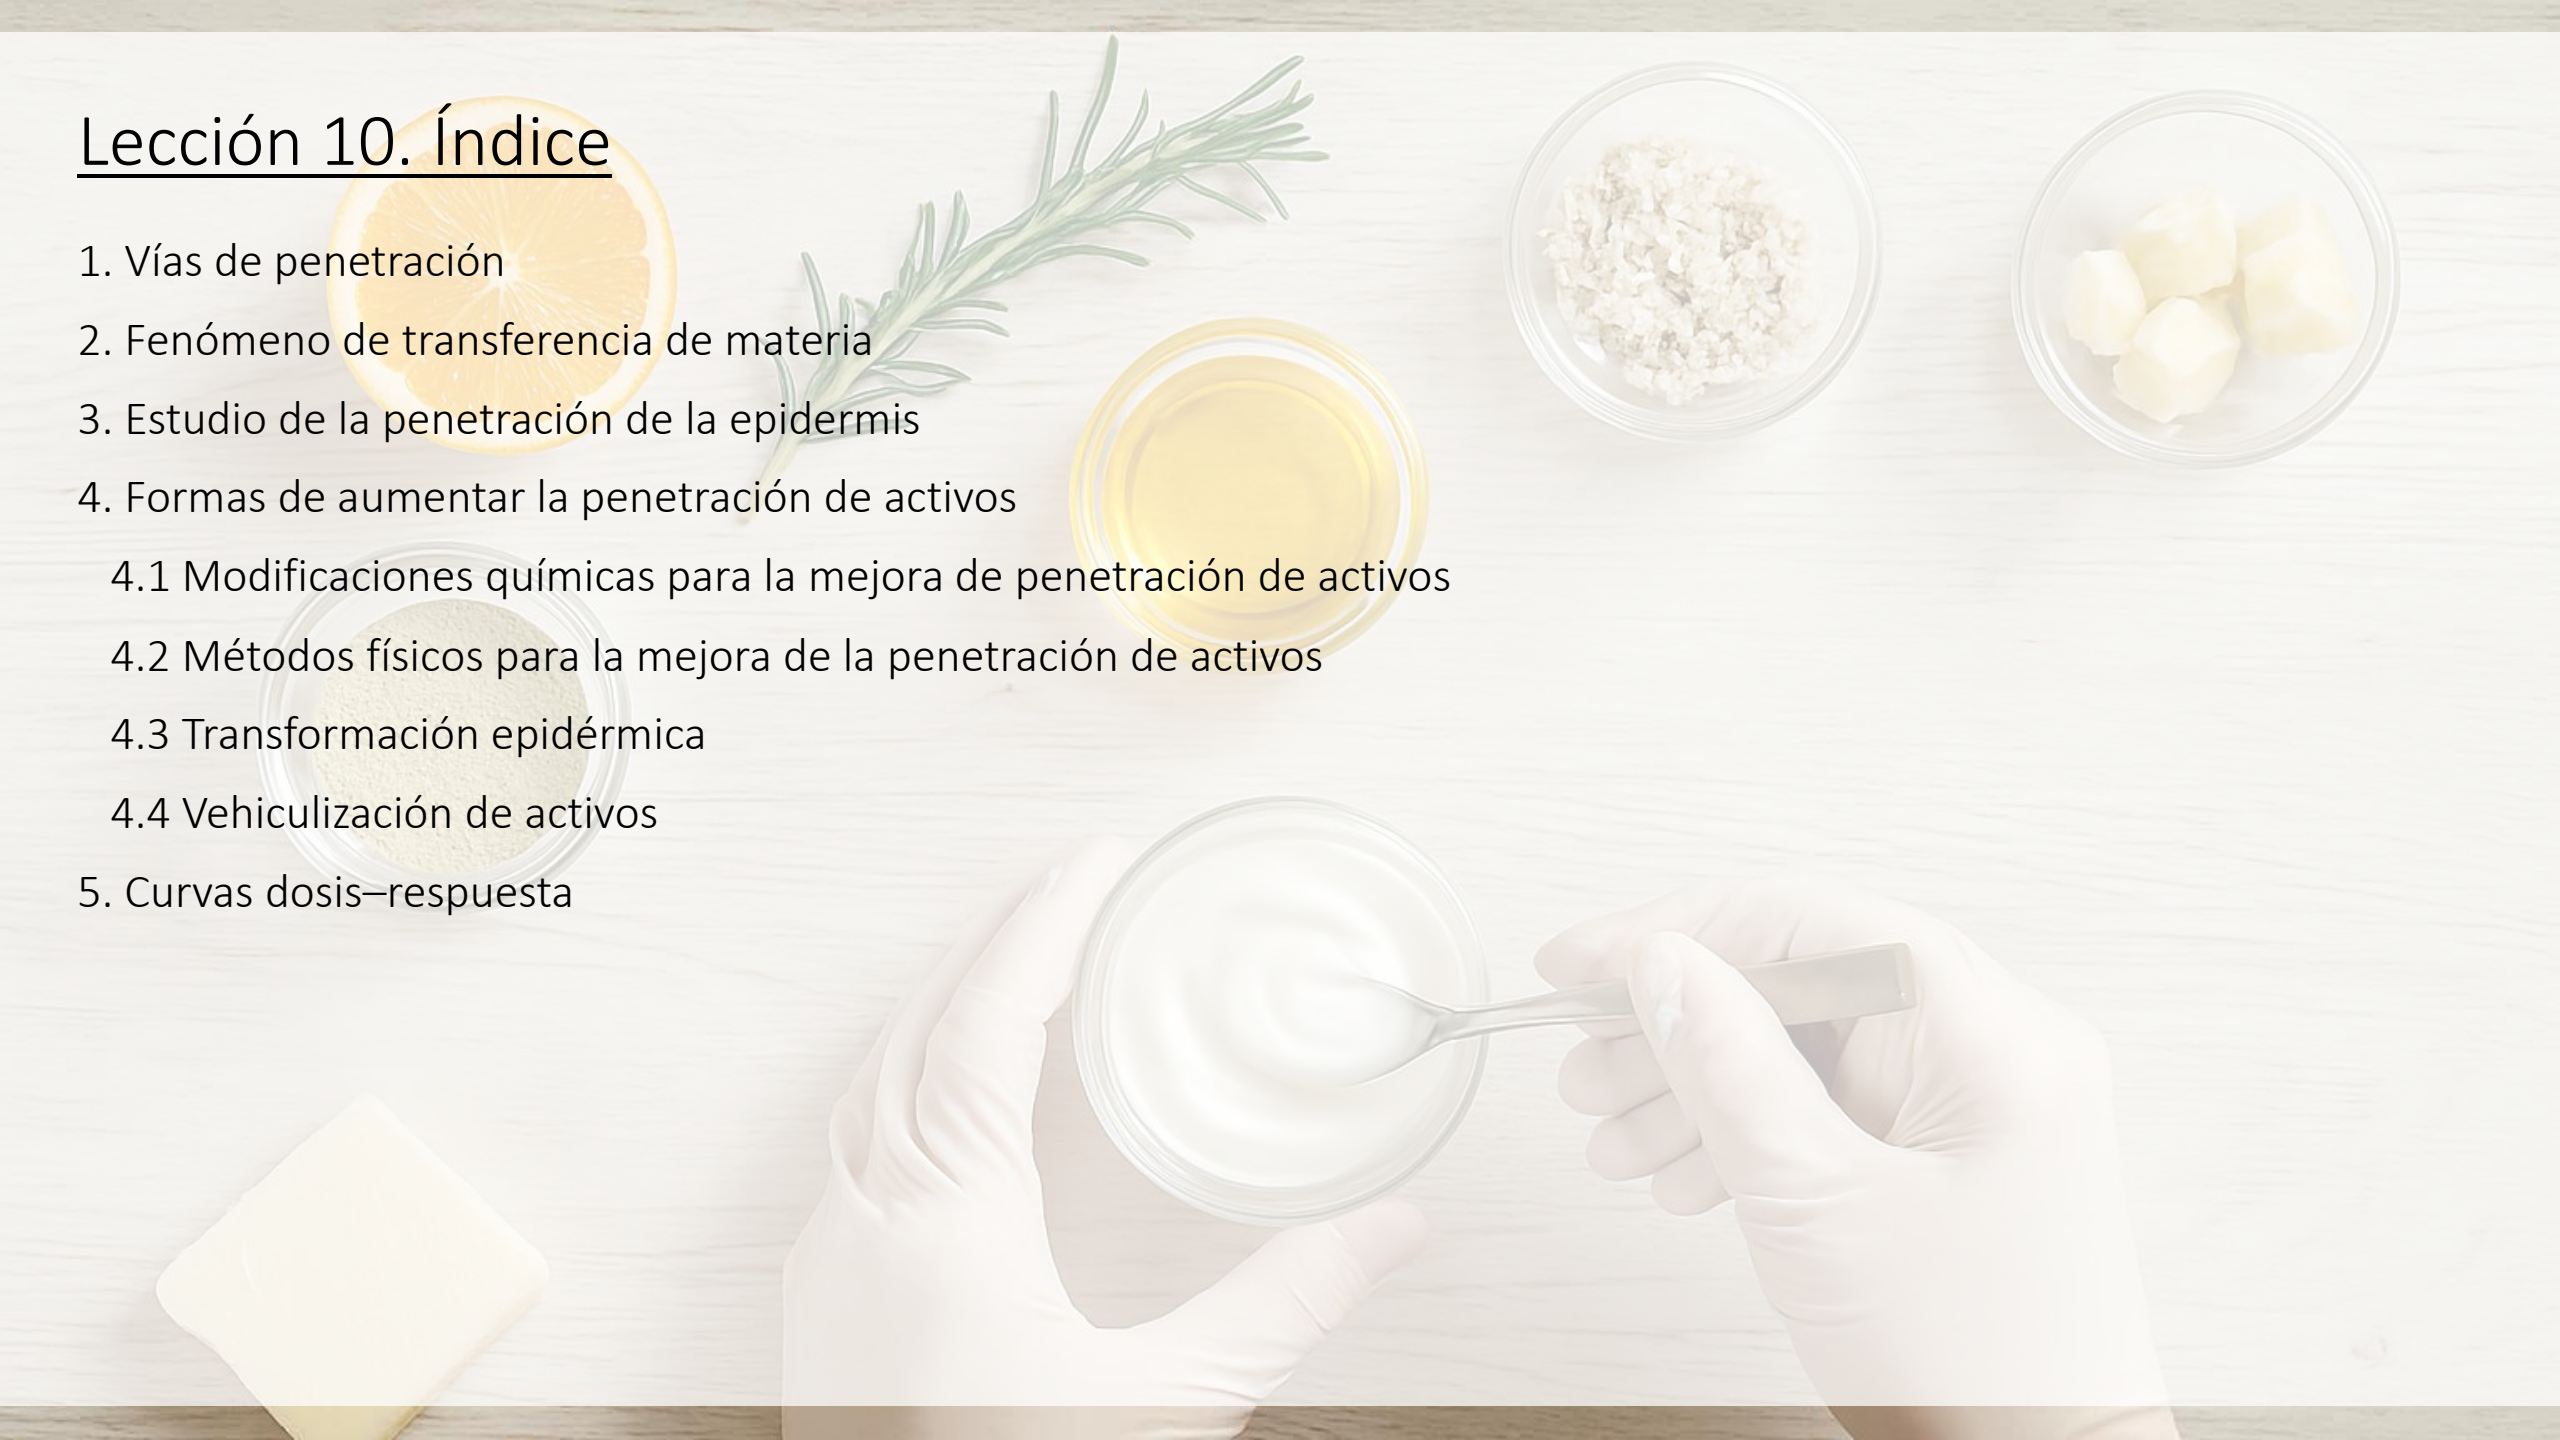 Lección 10. Índice
1. Vías de penetración
2. Fenómeno de transferencia de materia
3. Estudio de la penetración de la epidermis
4. Formas de aumentar la penetración de activos
4.1 Modificaciones químicas para la mejora de penetración de activos
4.2 Métodos físicos para la mejora de la penetración de activos
4.3 Transformación epidérmica
4.4 Vehiculización de activos
5. Curvas dosis–respuesta